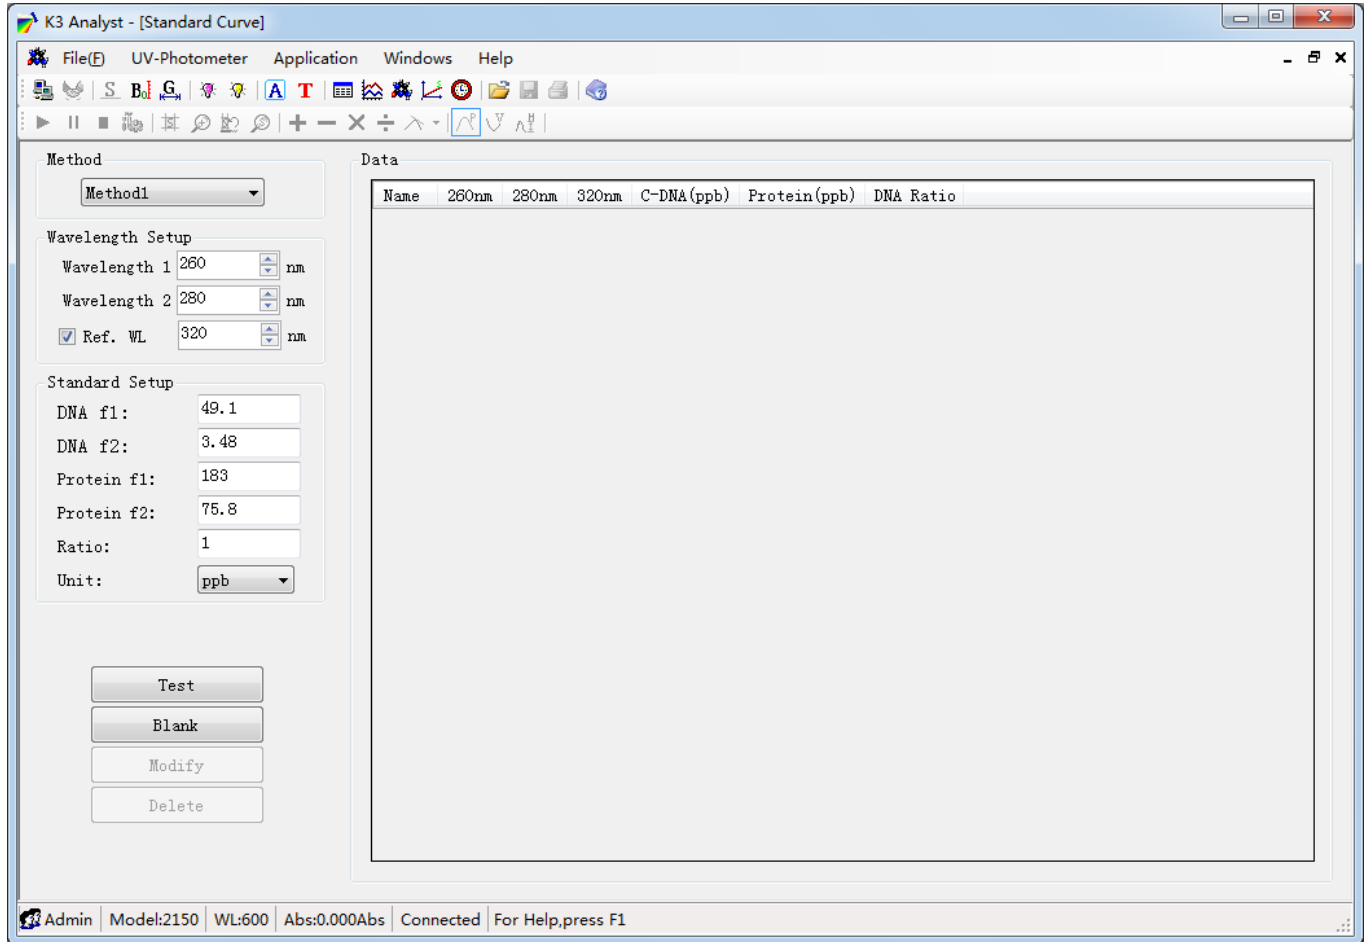 K3 Analyst - [Standard Curve]
File(F) UV-Photometer Application Windows Help
S B₀ G A T
Method Data
Method1
Name 260nm 280nm 320nm C-DNA(ppb) Protein(ppb) DNA Ratio
Wavelength Setup
Wavelength 1 260 nm
Wavelength 2 280 nm
Ref. WL 320 nm
Standard Setup
DNA f1: 49.1
DNA f2: 3.48
Protein f1: 183
Protein f2: 75.8
Ratio: 1
Unit: ppb
Test
Blank
Modify
Delete
Admin Model:2150 WL:600 Abs:0.000Abs Connected For Help,press F1